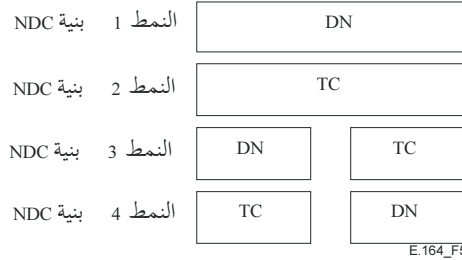 النمط 1 بنية NDC DN
النمط 2 بنية NDC TC
النمط 3 بنية NDC DN TC
النمط 4 بنية NDC TC DN
E.164_F5